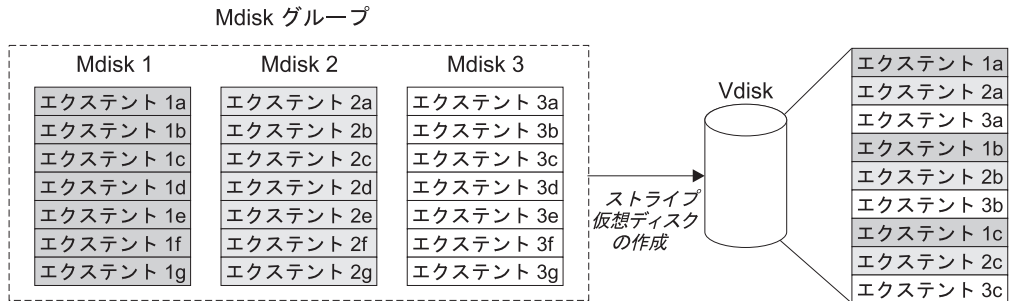 Mdisk グループ
Mdisk 1
エクステント 1a
エクステント 1b
エクステント 1c
エクステント 1d
エクステント 1e
エクステント 1f
エクステント 1g
Mdisk 2
エクステント 2a
エクステント 2b
エクステント 2c
エクステント 2d
エクステント 2e
エクステント 2f
エクステント 2g
Mdisk 3
エクステント 3a
エクステント 3b
エクステント 3c
エクステント 3d
エクステント 3e
エクステント 3f
エクステント 3g
ストライプ
仮想ディスク
の作成
Vdisk
エクステント 1a
エクステント 2a
エクステント 3a
エクステント 1b
エクステント 2b
エクステント 3b
エクステント 1c
エクステント 2c
エクステント 3c